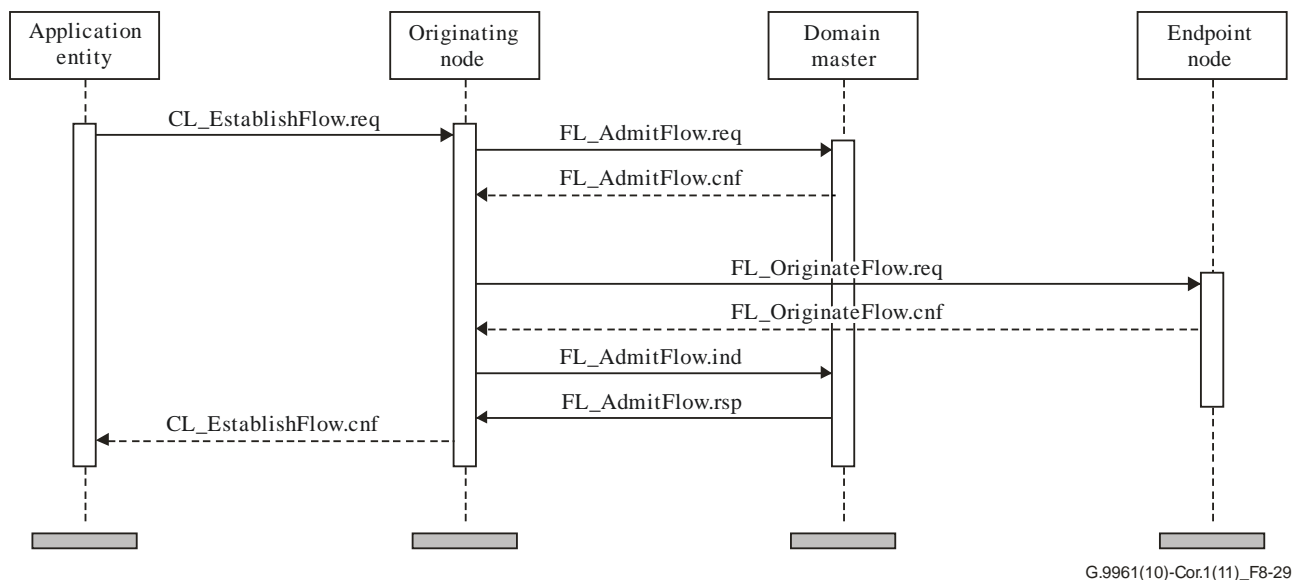 Application
entity
Originating
node
Domain
master
Endpoint
node
CL_EstablishFlow.req
FL_AdmitFlow.req
FL_AdmitFlow.cnf
FL_OriginateFlow.req
FL_OriginateFlow.cnf
FL_AdmitFlow.ind
FL_AdmitFlow.rsp
CL_EstablishFlow.cnf
G.9961(10)-Cor.1(11)_F8-29